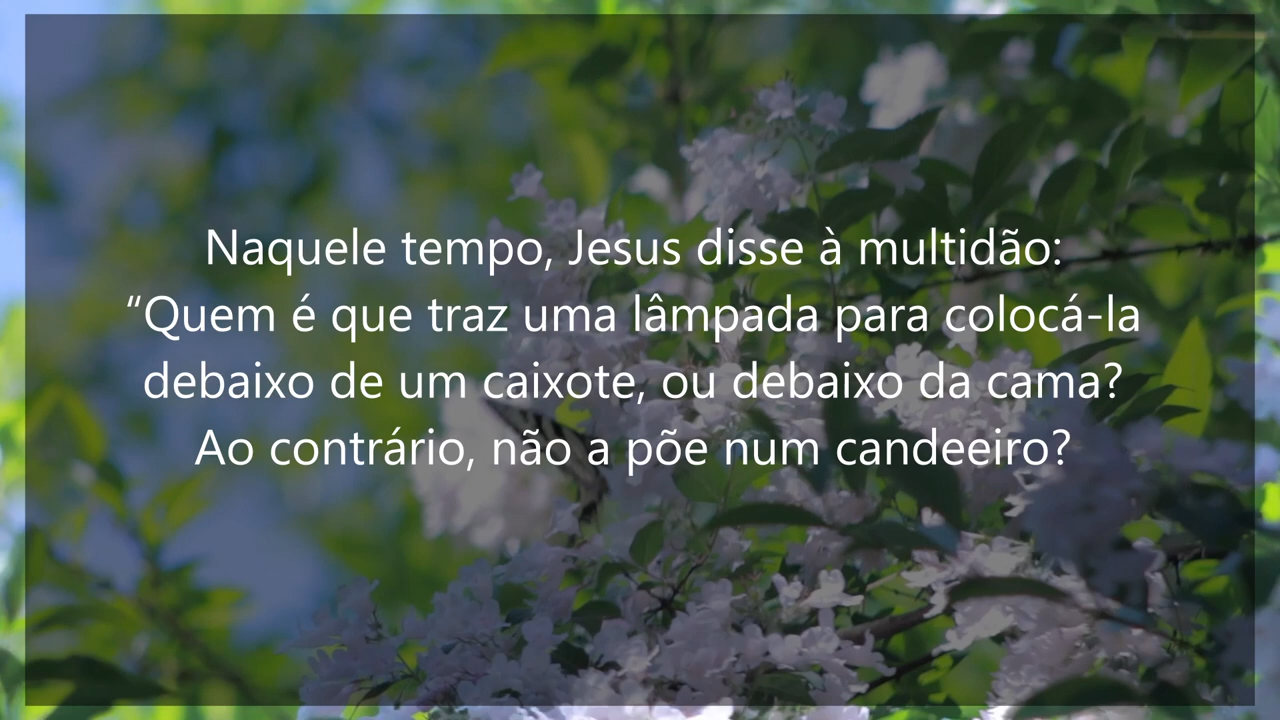 Naquele tempo, Jesus disse à multidão:
“Quem é que traz uma lâmpada para colocá-la
debaixo de um caixote, ou debaixo da cama?
Ao contrário, não a põe num candeeiro?